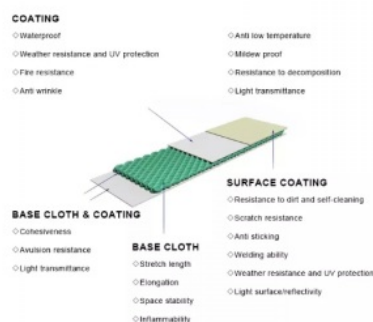 COATING
◇Waterproof
◇Weather resistance and UV protection
◇Fire resistance
◇Anti wrinkle
◇Anti low temperature
◇Mildew proof
◇Resistance to decomposition
◇Light transmittance
BASE CLOTH & COATING
◇Cohesiveness
◇Avulsion resistance
◇Light transmittance
BASE CLOTH
◇Stretch length
◇Elongation
◇Space stability
◇Inflammability
SURFACE COATING
◇Resistance to dirt and self-cleaning
◇Scratch resistance
◇Anti sticking
◇Welding ability
◇Weather resistance and UV protection
◇Light surface/reflectivity